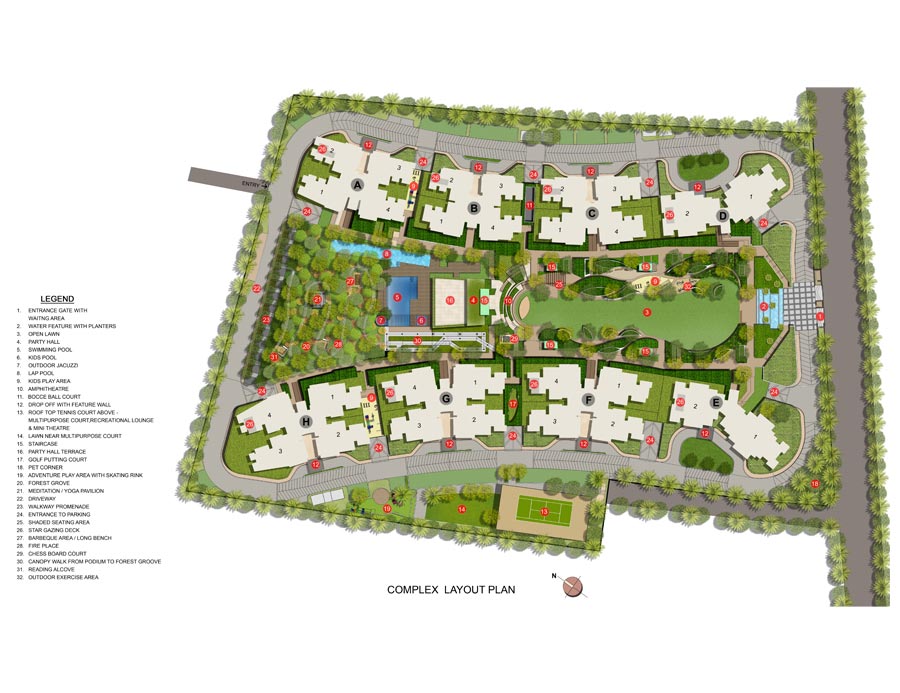 ENTRY
A
B
C
D
E
F
G
H
LEGEND
1. ENTRANCE GATE WITH
WAITNG AREA
2. WATER FEATURE WITH PLANTERS
3. OPEN LAWN
4. PARTY HALL
5. SWIMMING POOL
6. KIDS POOL
7. OUTDOOR JACUZZI
8. LAP POOL
9. KIDS PLAY AREA
10. AMPHITHEATRE
11. BOCCE BALL COURT
12. DROP OFF WITH FEATURE WALL
13. ROOF TOP TENNIS COURT ABOVE -
MULTIPURPOSE COURT,RECREATIONAL LOUNGE
& MINI THEATRE
14. LAWN NEAR MULTIPURPOSE COURT
15. STAIRCASE
16. PARTY HALL TERRACE
17. GOLF PUTTING COURT
18. PET CORNER
19. ADVENTURE PLAY AREA WITH SKATING RINK
20. FOREST GROVE
21. MEDITATION / YOGA PAVILION
22. DRIVEWAY
23. WALKWAY PROMENADE
24. ENTRANCE TO PARKING
25. SHADED SEATING AREA
26. STAR GAZING DECK
27. BARBEQUE AREA / LONG BENCH
28. FIRE PLACE
29. CHESS BOARD COURT
30. CANOPY WALK FROM PODIUM TO FOREST GROOVE
31. READING ALCOVE
32. OUTDOOR EXERCISE AREA
COMPLEX LAYOUT PLAN
N